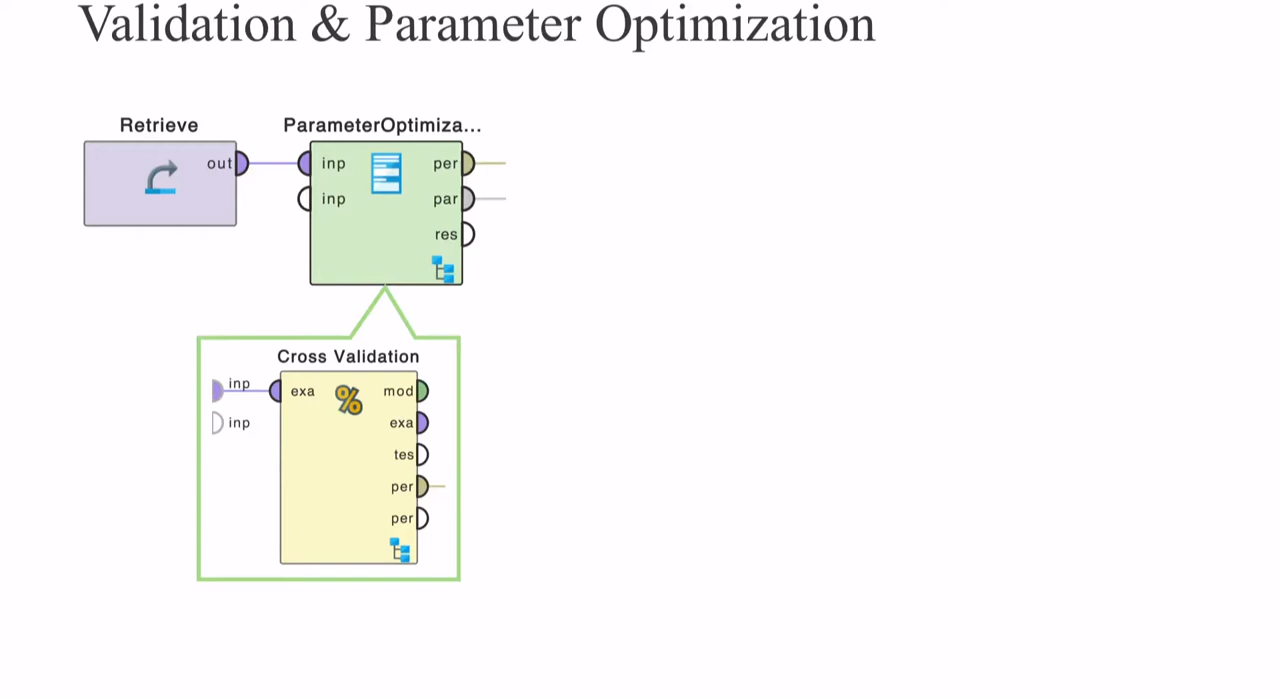 Validation & Parameter Optimization
Retrieve
out
ParameterOptimiza...
inp
per
inp
par
res
Cross Validation
inp
exa
mod
inp
exa
tes
per
per